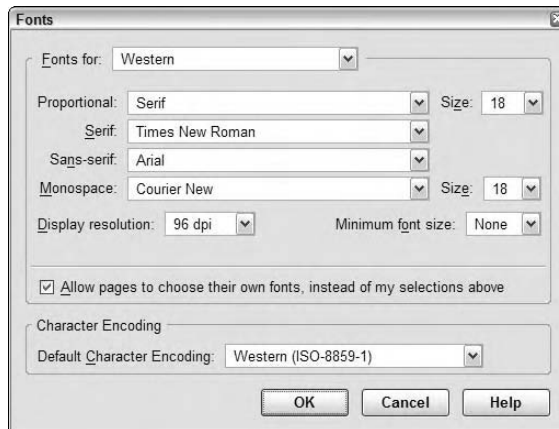 Fonts
Fonts for: Western
Proportional: Serif Size: 18
Serif: Times New Roman
Sans-serif: Arial
Monospace: Courier New Size: 18
Display resolution: 96 dpi Minimum font size: None
Allow pages to choose their own fonts, instead of my selections above
Character Encoding
Default Character Encoding: Western (ISO-8859-1)
OK Cancel Help